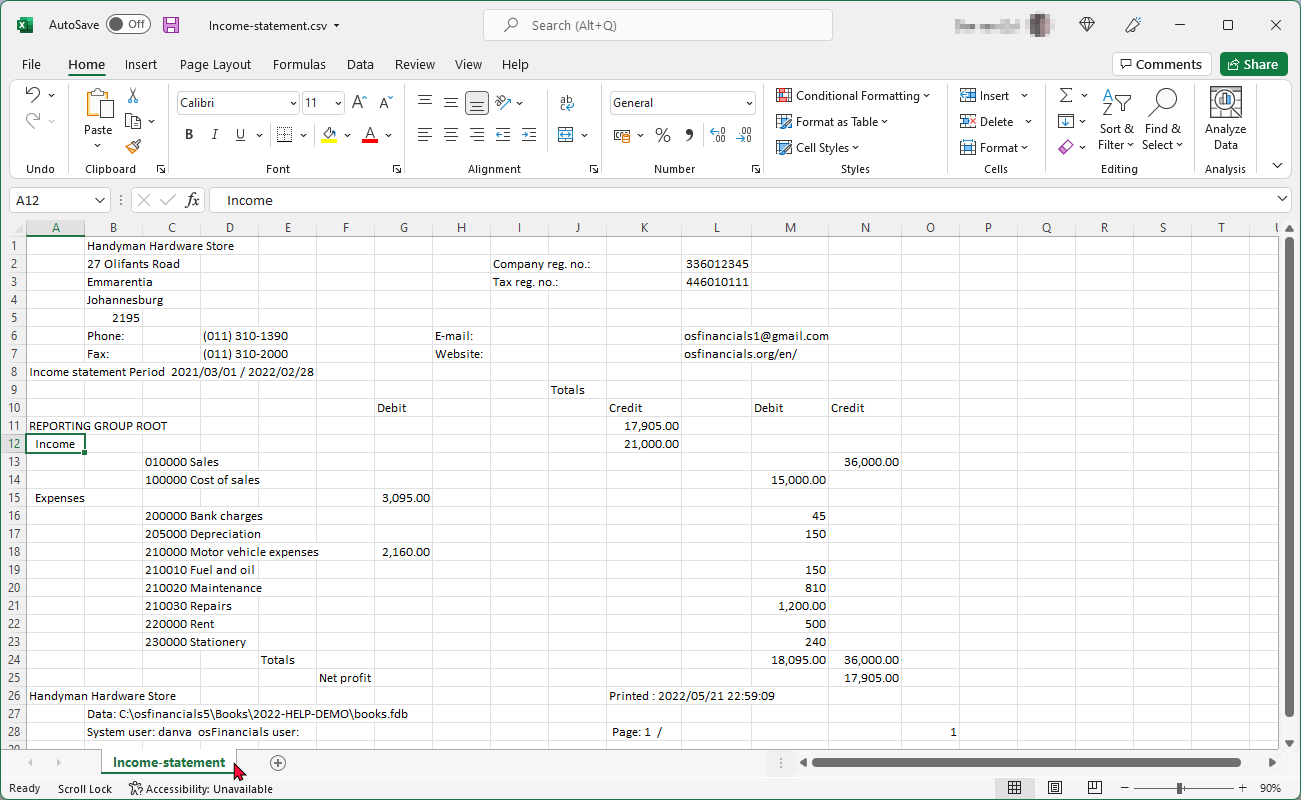 AutoSave Off Income-statement.csv Search (Alt+Q)
File Home Insert Page Layout Formulas Data Review View Help Comments Share
Calibri 11 ab General Conditional Formatting Insert
Paste Format as Table Delete Sort & Filter Find & Select Analyze Data
B I U A % Cell Styles Format
Undo Clipboard Font Alignment Number Styles Cells Editing Analysis
A12 fx Income
A B C D E F G H I J K L M N O P Q R S T
1 Handyman Hardware Store
2 27 Olifants Road Company reg. no.: 336012345
3 Emmarentia Tax reg. no.: 446010111
4 Johannesburg
5 2195
6 Phone: (011) 310-1390 E-mail: osfinancials1@gmail.com
7 Fax: (011) 310-2000 Website: osfinancials.org/en/
8 Income statement Period 2021/03/01 / 2022/02/28
9 Totals
10 Debit Credit Debit Credit
11 REPORTING GROUP ROOT 17,905.00
12 Income 21,000.00
13 010000 Sales 36,000.00
14 100000 Cost of sales 15,000.00
15 Expenses 3,095.00
16 200000 Bank charges 45
17 205000 Depreciation 150
18 210000 Motor vehicle expenses 2,160.00
19 210010 Fuel and oil 150
20 210020 Maintenance 810
21 210030 Repairs 1,200.00
22 220000 Rent 500
23 230000 Stationery 240
24 Totals 18,095.00 36,000.00
25 Net profit 17,905.00
26 Handyman Hardware Store Printed : 2022/05/21 22:59:09
27 Data: C:\osfinancials5\Books\2022-HELP-DEMO\books.fdb
28 System user: danva osFinancials user: Page: 1 / 1
Income-statement
Ready Scroll Lock Accessibility: Unavailable 90%